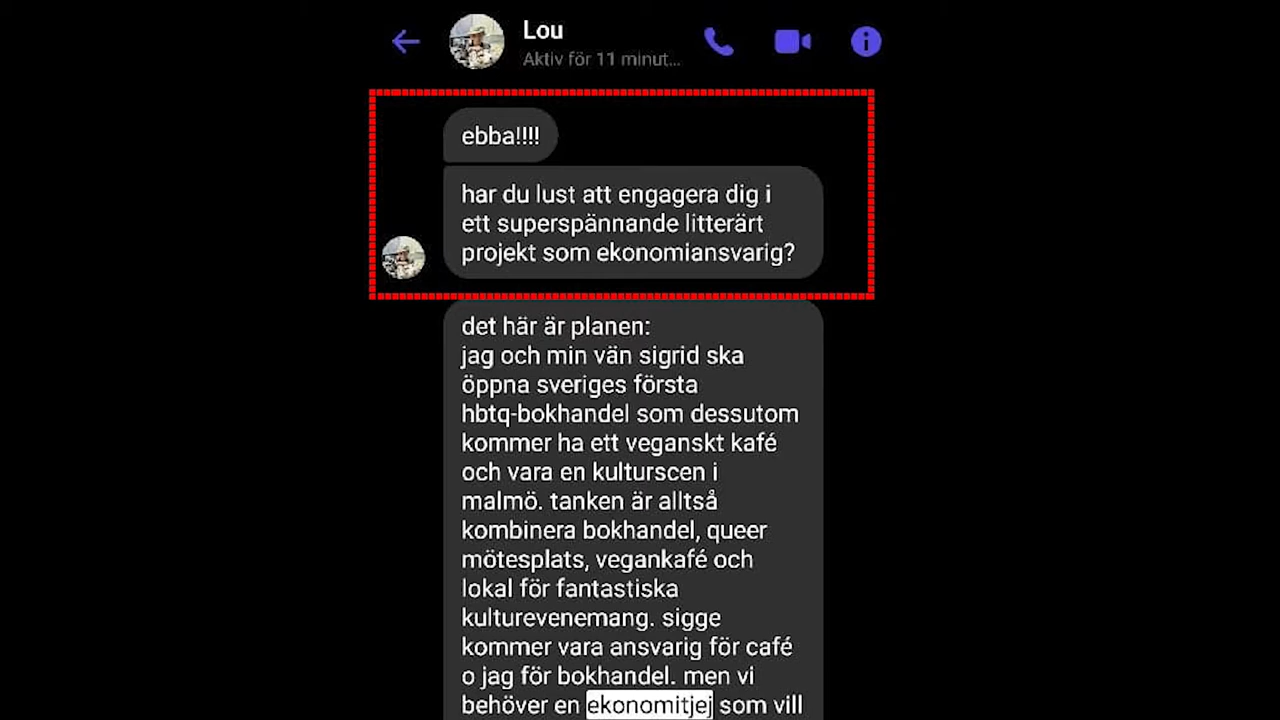 Lou
Aktiv för 11 minut...
ebba!!!!
har du lust att engagera dig i
ett superspännande litterärt
projekt som ekonomiansvarig?
det här är planen:
jag och min vän sigrid ska
öppna sveriges första
hbtq-bokhandel som dessutom
kommer ha ett veganskt kafé
och vara en kulturscen i
malmö. tanken är alltså
kombinera bokhandel, queer
mötesplats, vegankafé och
lokal för fantastiska
kulturevenemang. sigge
kommer vara ansvarig för café
o jag för bokhandel. men vi
behöver en ekonomitjej som vill